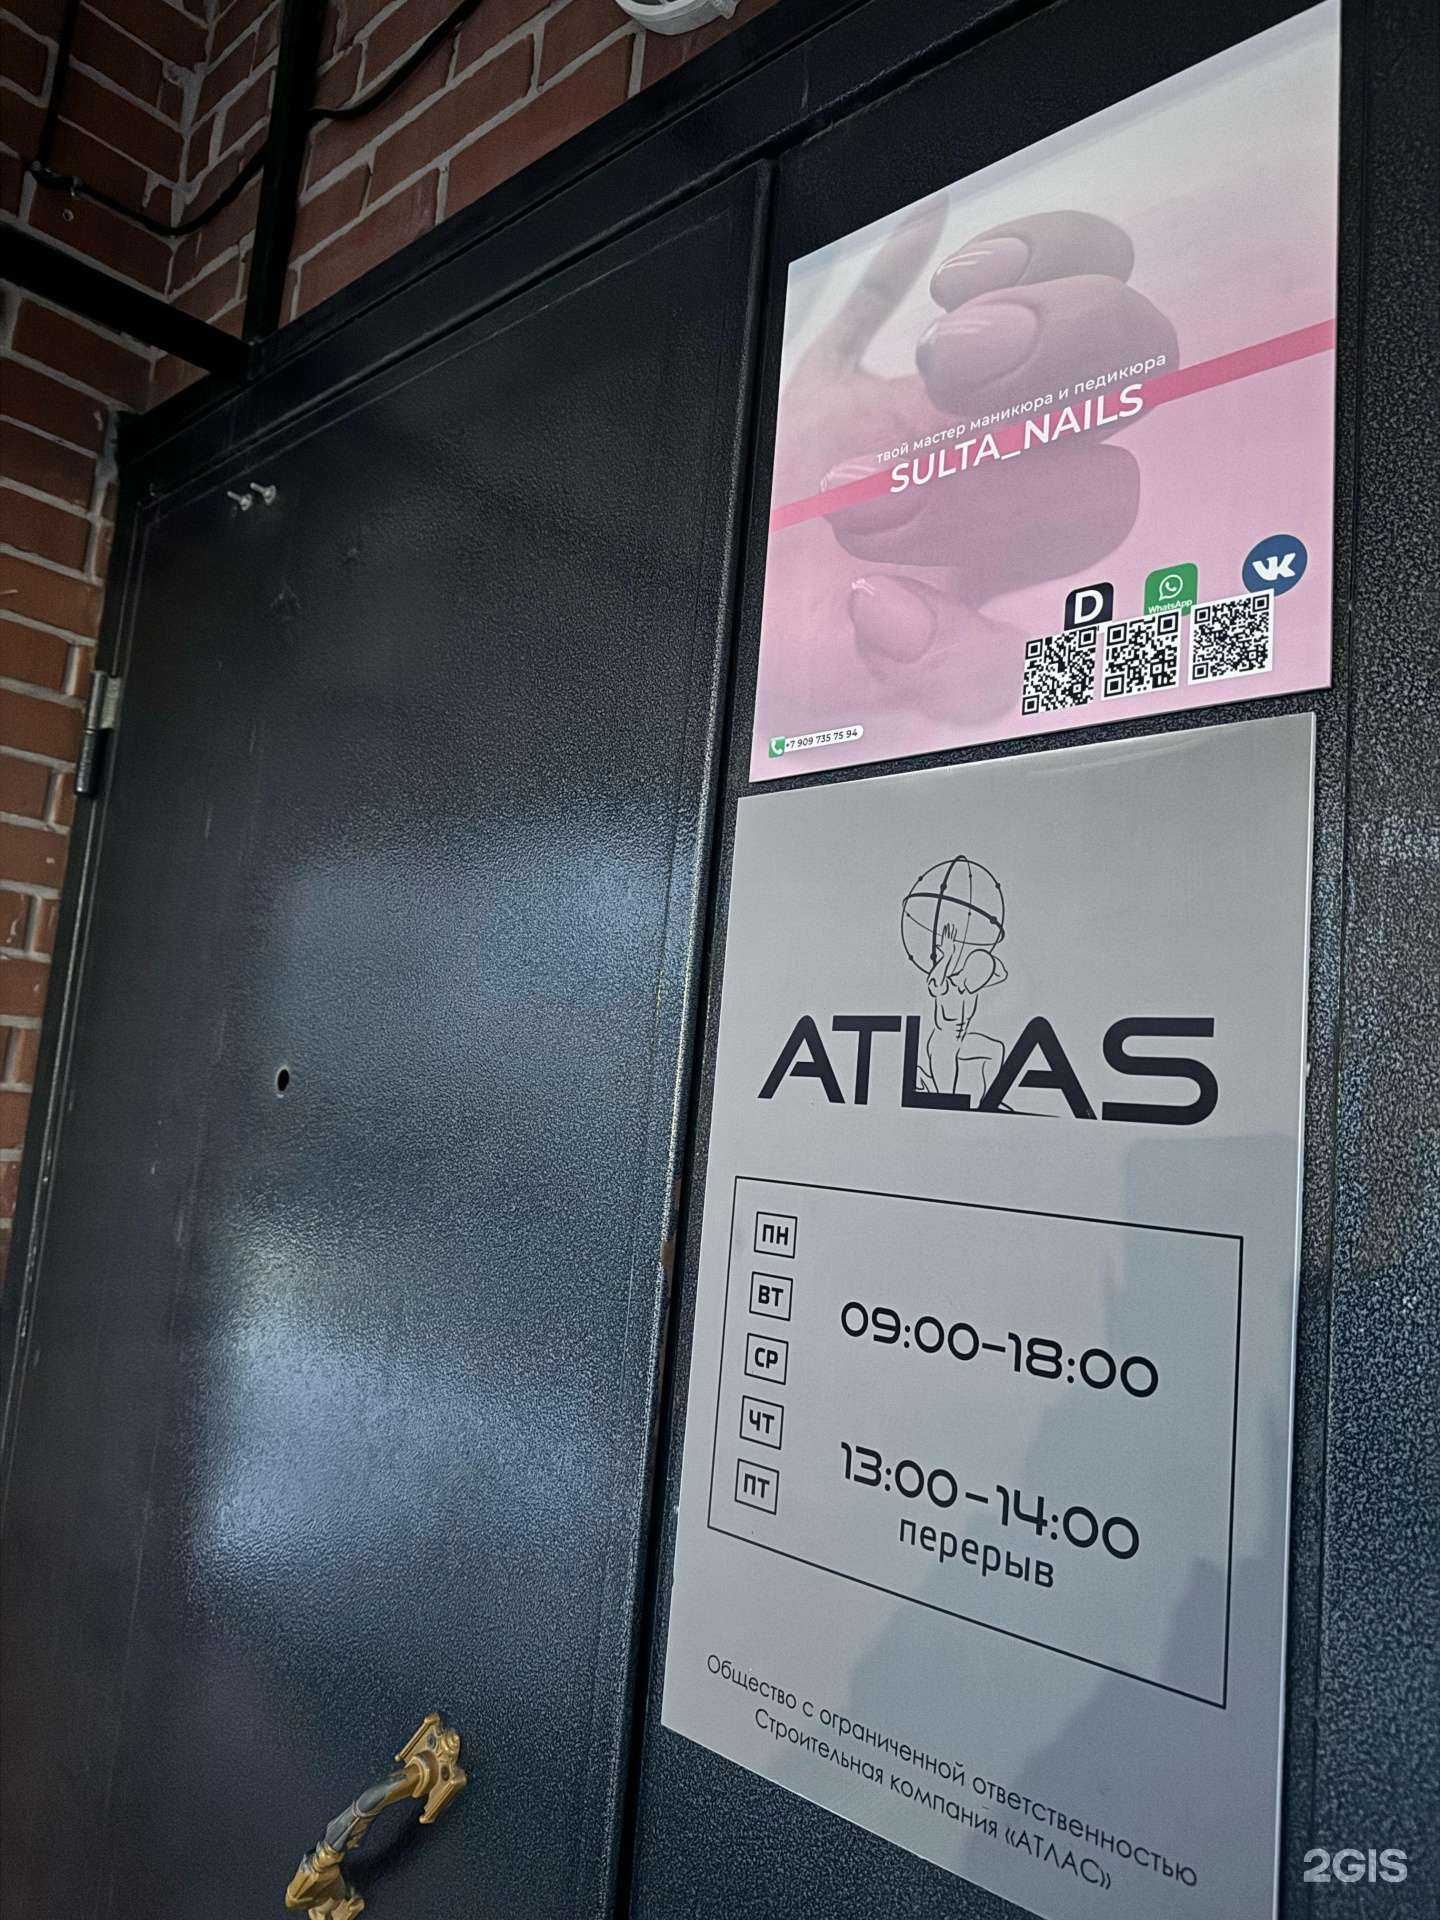 твой мастер маникюра и педикюра
SULTA_NAILS
D
WhatsApp
VK
+7 909 735 75 94
ATLAS
ПН
ВТ
СР
ЧТ
ПТ
09:00-18:00
13:00-14:00
перерыв
Общество с ограниченной ответственностью
Строительная компания «АТЛАС»
2GIS